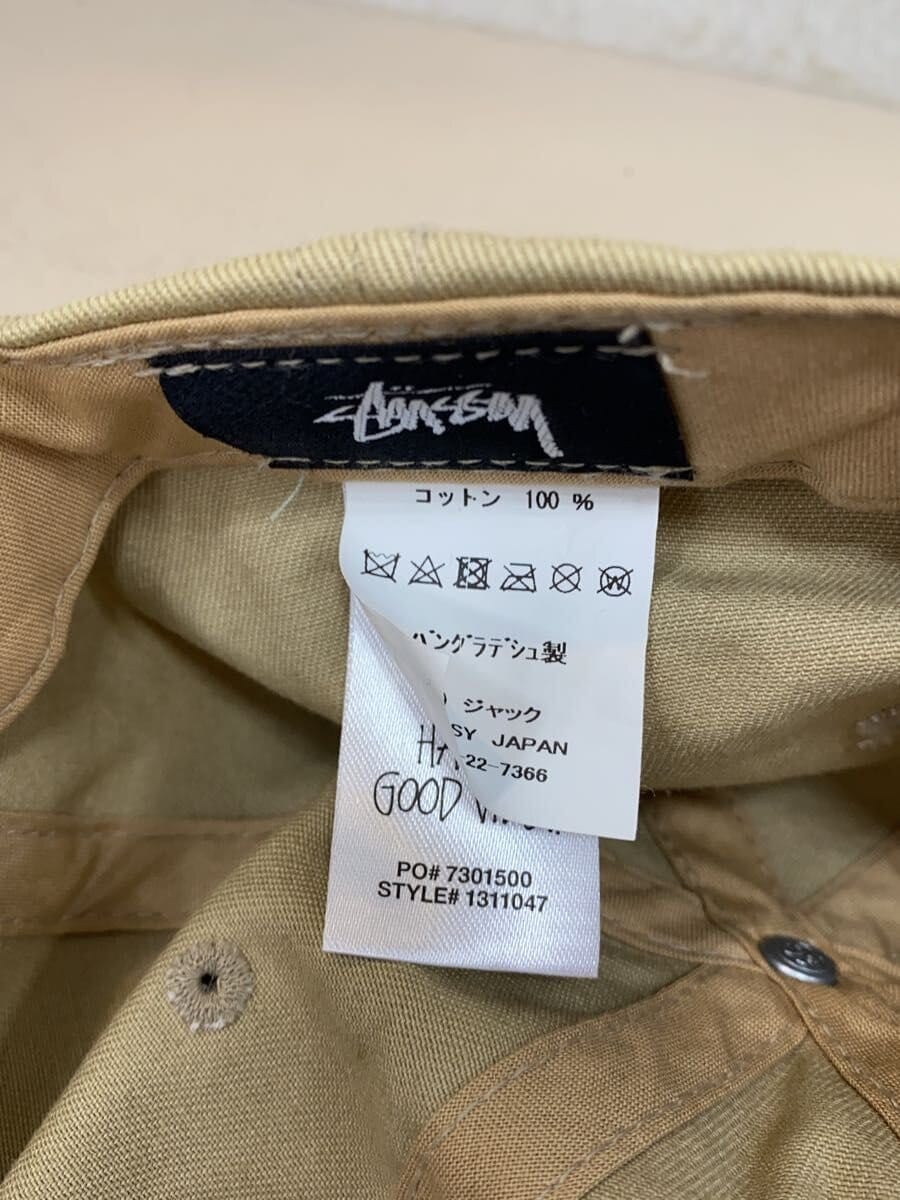 Stüssy
コットン 100 %
バングラデシュ製
ジャック
SY JAPAN
22-7366
GOOD
PO# 7301500
STYLE# 1311047